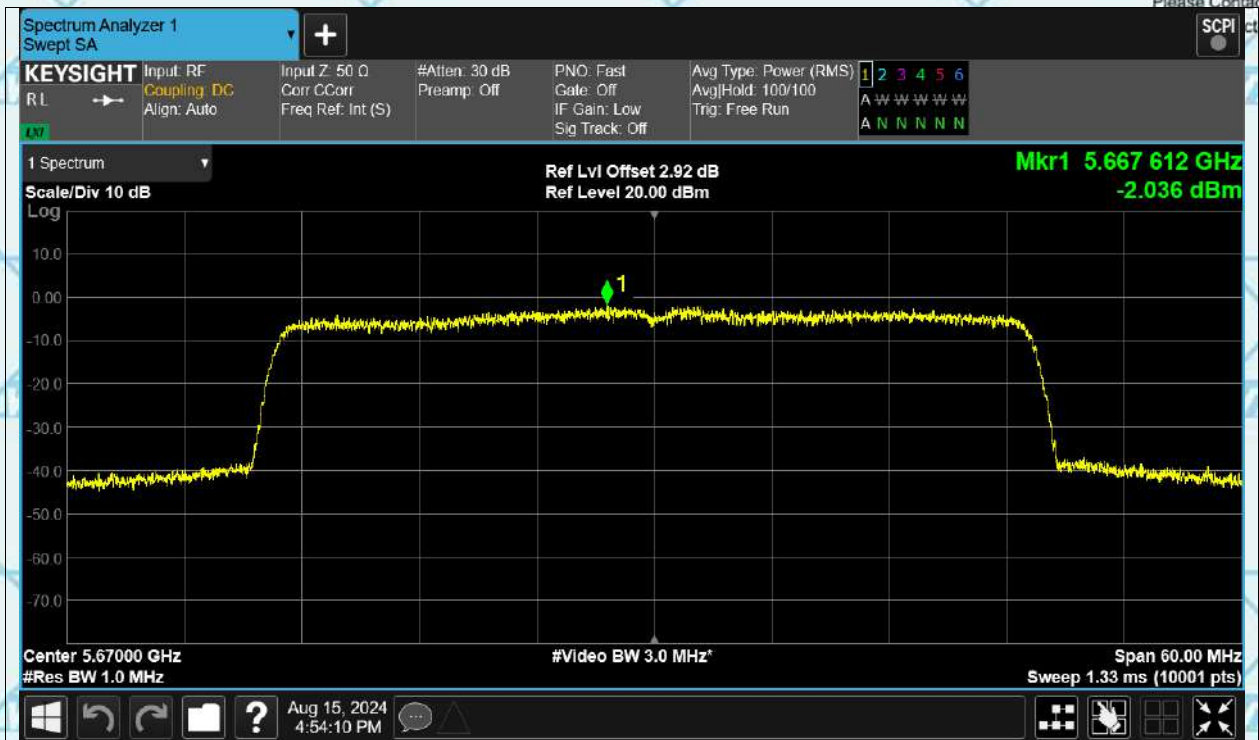 Please Contac
Spectrum Analyzer 1
Swept SA
+
SCPI
ct
KEYSIGHT
RL
LXI
Input: RF
Coupling: DC
Align: Auto
Input Z: 50 Ω
Corr CCorr
Freq Ref: Int (S)
#Atten: 30 dB
Preamp: Off
PNO: Fast
Gate: Off
IF Gain: Low
Sig Track: Off
Avg Type: Power (RMS)
Avg|Hold: 100/100
Trig: Free Run
1 2 3 4 5 6
A W W W W W
A N N N N N
1 Spectrum
Scale/Div 10 dB
Log
Ref Lvl Offset 2.92 dB
Ref Level 20.00 dBm
Mkr1 5.667 612 GHz
-2.036 dBm
10.0
0.00
-10.0
-20.0
-30.0
-40.0
-50.0
-60.0
-70.0
1
Center 5.67000 GHz
#Res BW 1.0 MHz
#Video BW 3.0 MHz*
Span 60.00 MHz
Sweep 1.33 ms (10001 pts)
?
Aug 15, 2024
4:54:10 PM